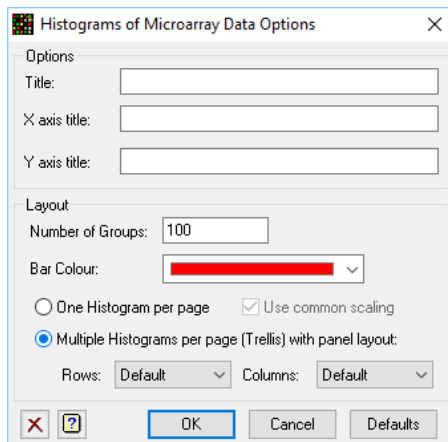 Histograms of Microarray Data Options
Options
Title:
X axis title:
Y axis title:
Layout
Number of Groups: 100
Bar Colour:
One Histogram per page Use common scaling
Multiple Histograms per page (Trellis) with panel layout:
Rows: Default Columns: Default
OK Cancel Defaults